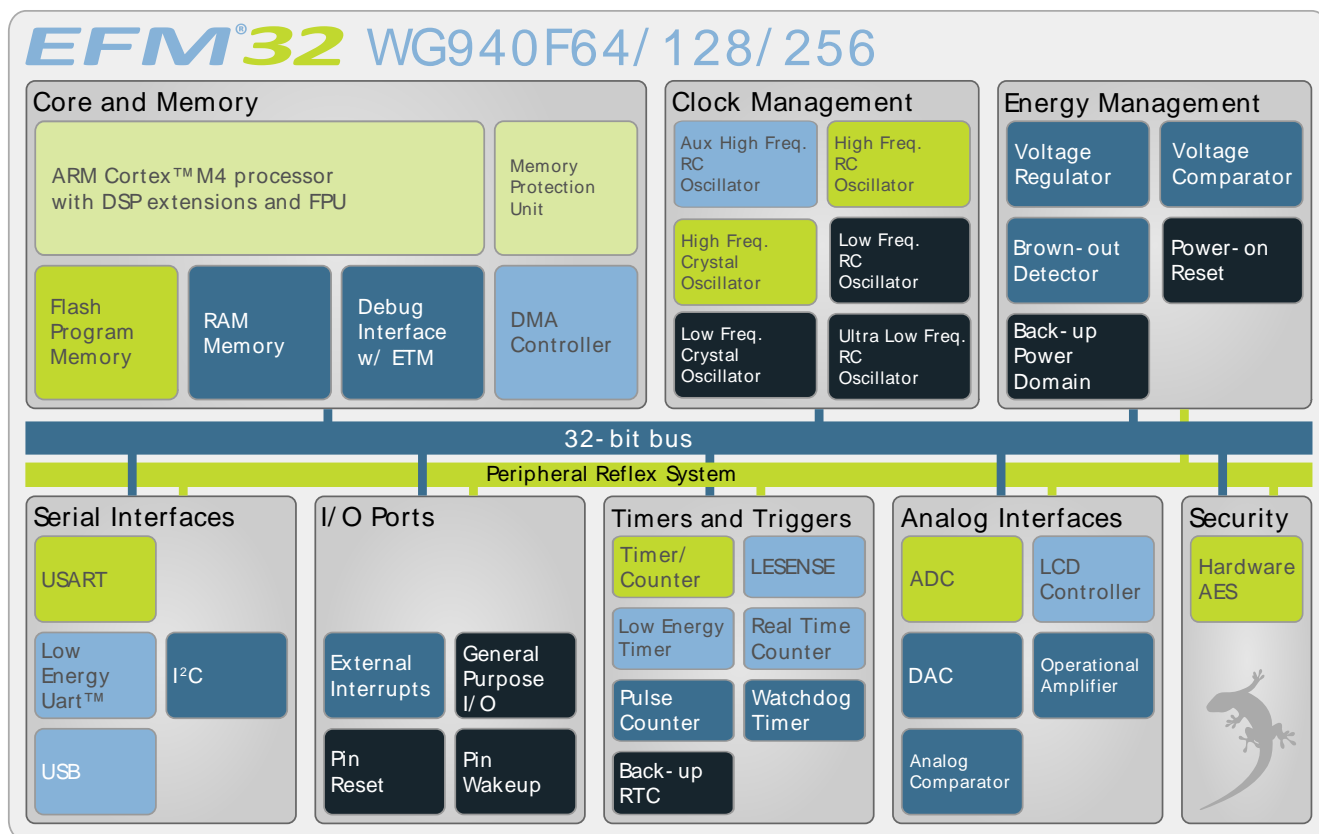 EFM®32 WG940F64/128/256
Core and Memory
ARM Cortex™ M4 processor
with DSP extensions and FPU
Memory
Protection
Unit
Flash
Program
Memory
RAM
Memory
Debug
Interface
w/ ETM
DMA
Controller
Clock Management
Aux High Freq.
RC
Oscillator
High Freq.
RC
Oscillator
High Freq.
Crystal
Oscillator
Low Freq.
RC
Oscillator
Low Freq.
Crystal
Oscillator
Ultra Low Freq.
RC
Oscillator
Energy Management
Voltage
Regulator
Voltage
Comparator
Brown-out
Detector
Power-on
Reset
Back-up
Power
Domain
32-bit bus
Peripheral Reflex System
Serial Interfaces
USART
Low
Energy
Uart™
I²C
USB
I/O Ports
External
Interrupts
General
Purpose
I/O
Pin
Reset
Pin
Wakeup
Timers and Triggers
Timer/
Counter
LESENSE
Low Energy
Timer
Real Time
Counter
Pulse
Counter
Watchdog
Timer
Back-up
RTC
Analog Interfaces
ADC
LCD
Controller
DAC
Operational
Amplifier
Analog
Comparator
Security
Hardware
AES